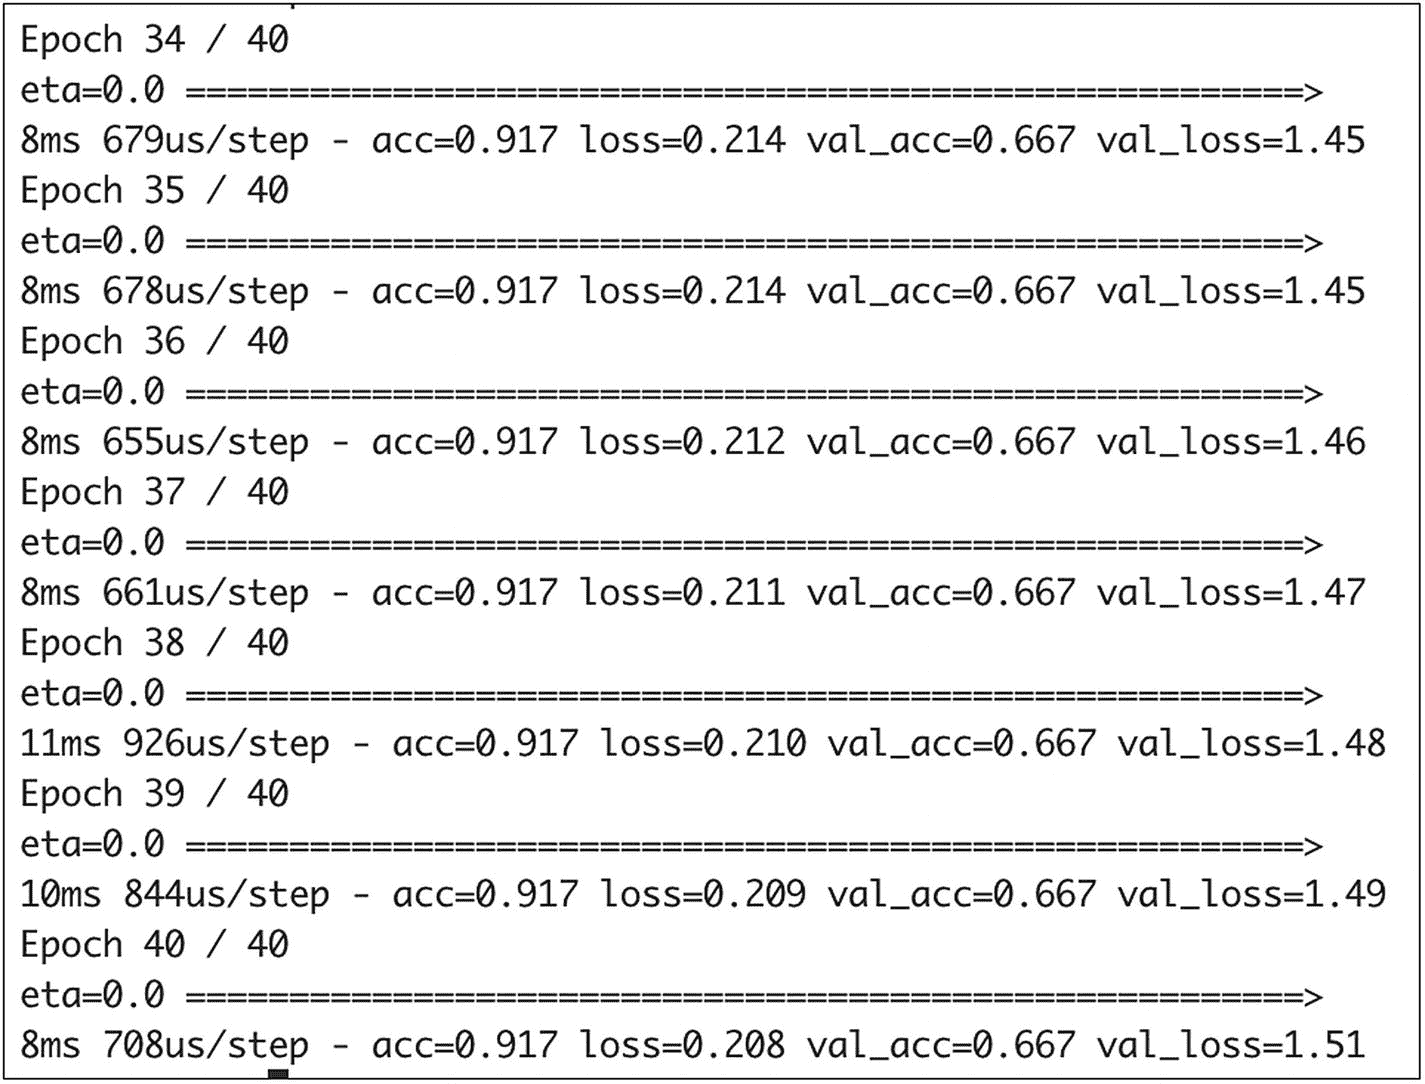 Epoch 34 / 40
eta=0.0 ======================================================>
8ms 679us/step - acc=0.917 loss=0.214 val_acc=0.667 val_loss=1.45
Epoch 35 / 40
eta=0.0 ======================================================>
8ms 678us/step - acc=0.917 loss=0.214 val_acc=0.667 val_loss=1.45
Epoch 36 / 40
eta=0.0 ======================================================>
8ms 655us/step - acc=0.917 loss=0.212 val_acc=0.667 val_loss=1.46
Epoch 37 / 40
eta=0.0 ======================================================>
8ms 661us/step - acc=0.917 loss=0.211 val_acc=0.667 val_loss=1.47
Epoch 38 / 40
eta=0.0 ======================================================>
11ms 926us/step - acc=0.917 loss=0.210 val_acc=0.667 val_loss=1.48
Epoch 39 / 40
eta=0.0 ======================================================>
10ms 844us/step - acc=0.917 loss=0.209 val_acc=0.667 val_loss=1.49
Epoch 40 / 40
eta=0.0 ======================================================>
8ms 708us/step - acc=0.917 loss=0.208 val_acc=0.667 val_loss=1.51